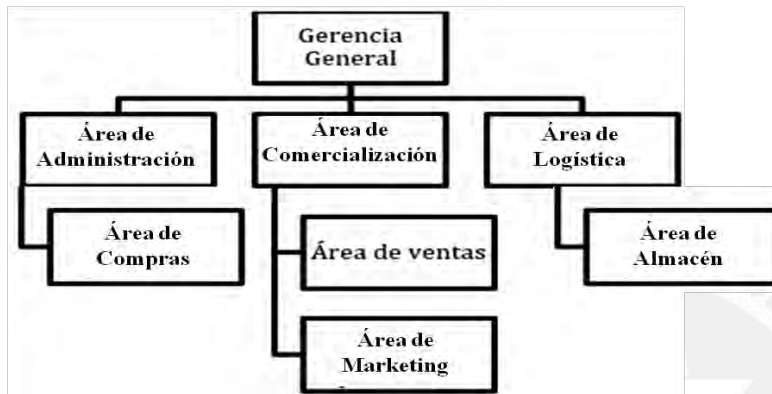 Gerencia
General
Área de
Administración
Área de
Comercialización
Área de
Logística
Área de
Compras
Área de ventas
Área de
Almacén
Área de
Marketing